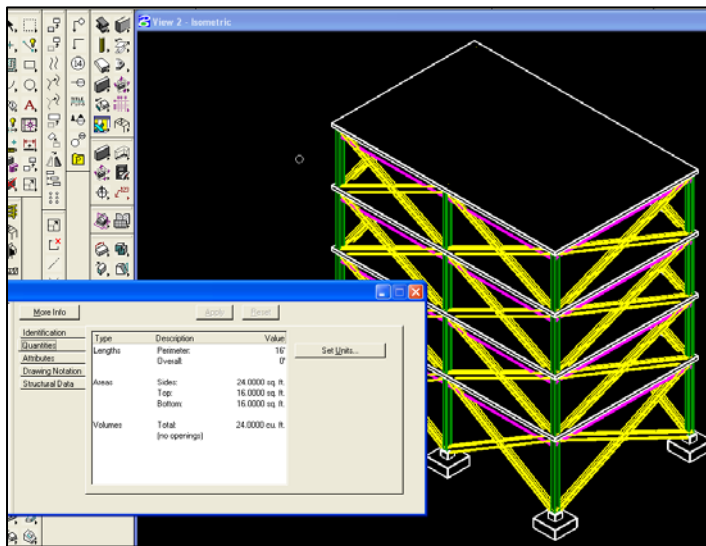 View 2 - Isometric
14
A
More Info
Apply
Reset
Identification
Quantities
Attributes
Drawing Notation
Structural Data
Type Description Value
Lengths Perimeter: 16'
Overall: 0'
Areas Sides: 24.0000 sq. ft.
Top: 16.0000 sq. ft.
Bottom: 16.0000 sq. ft.
Volumes Total: 24.0000 cu. ft.
(no openings)
Set Units...